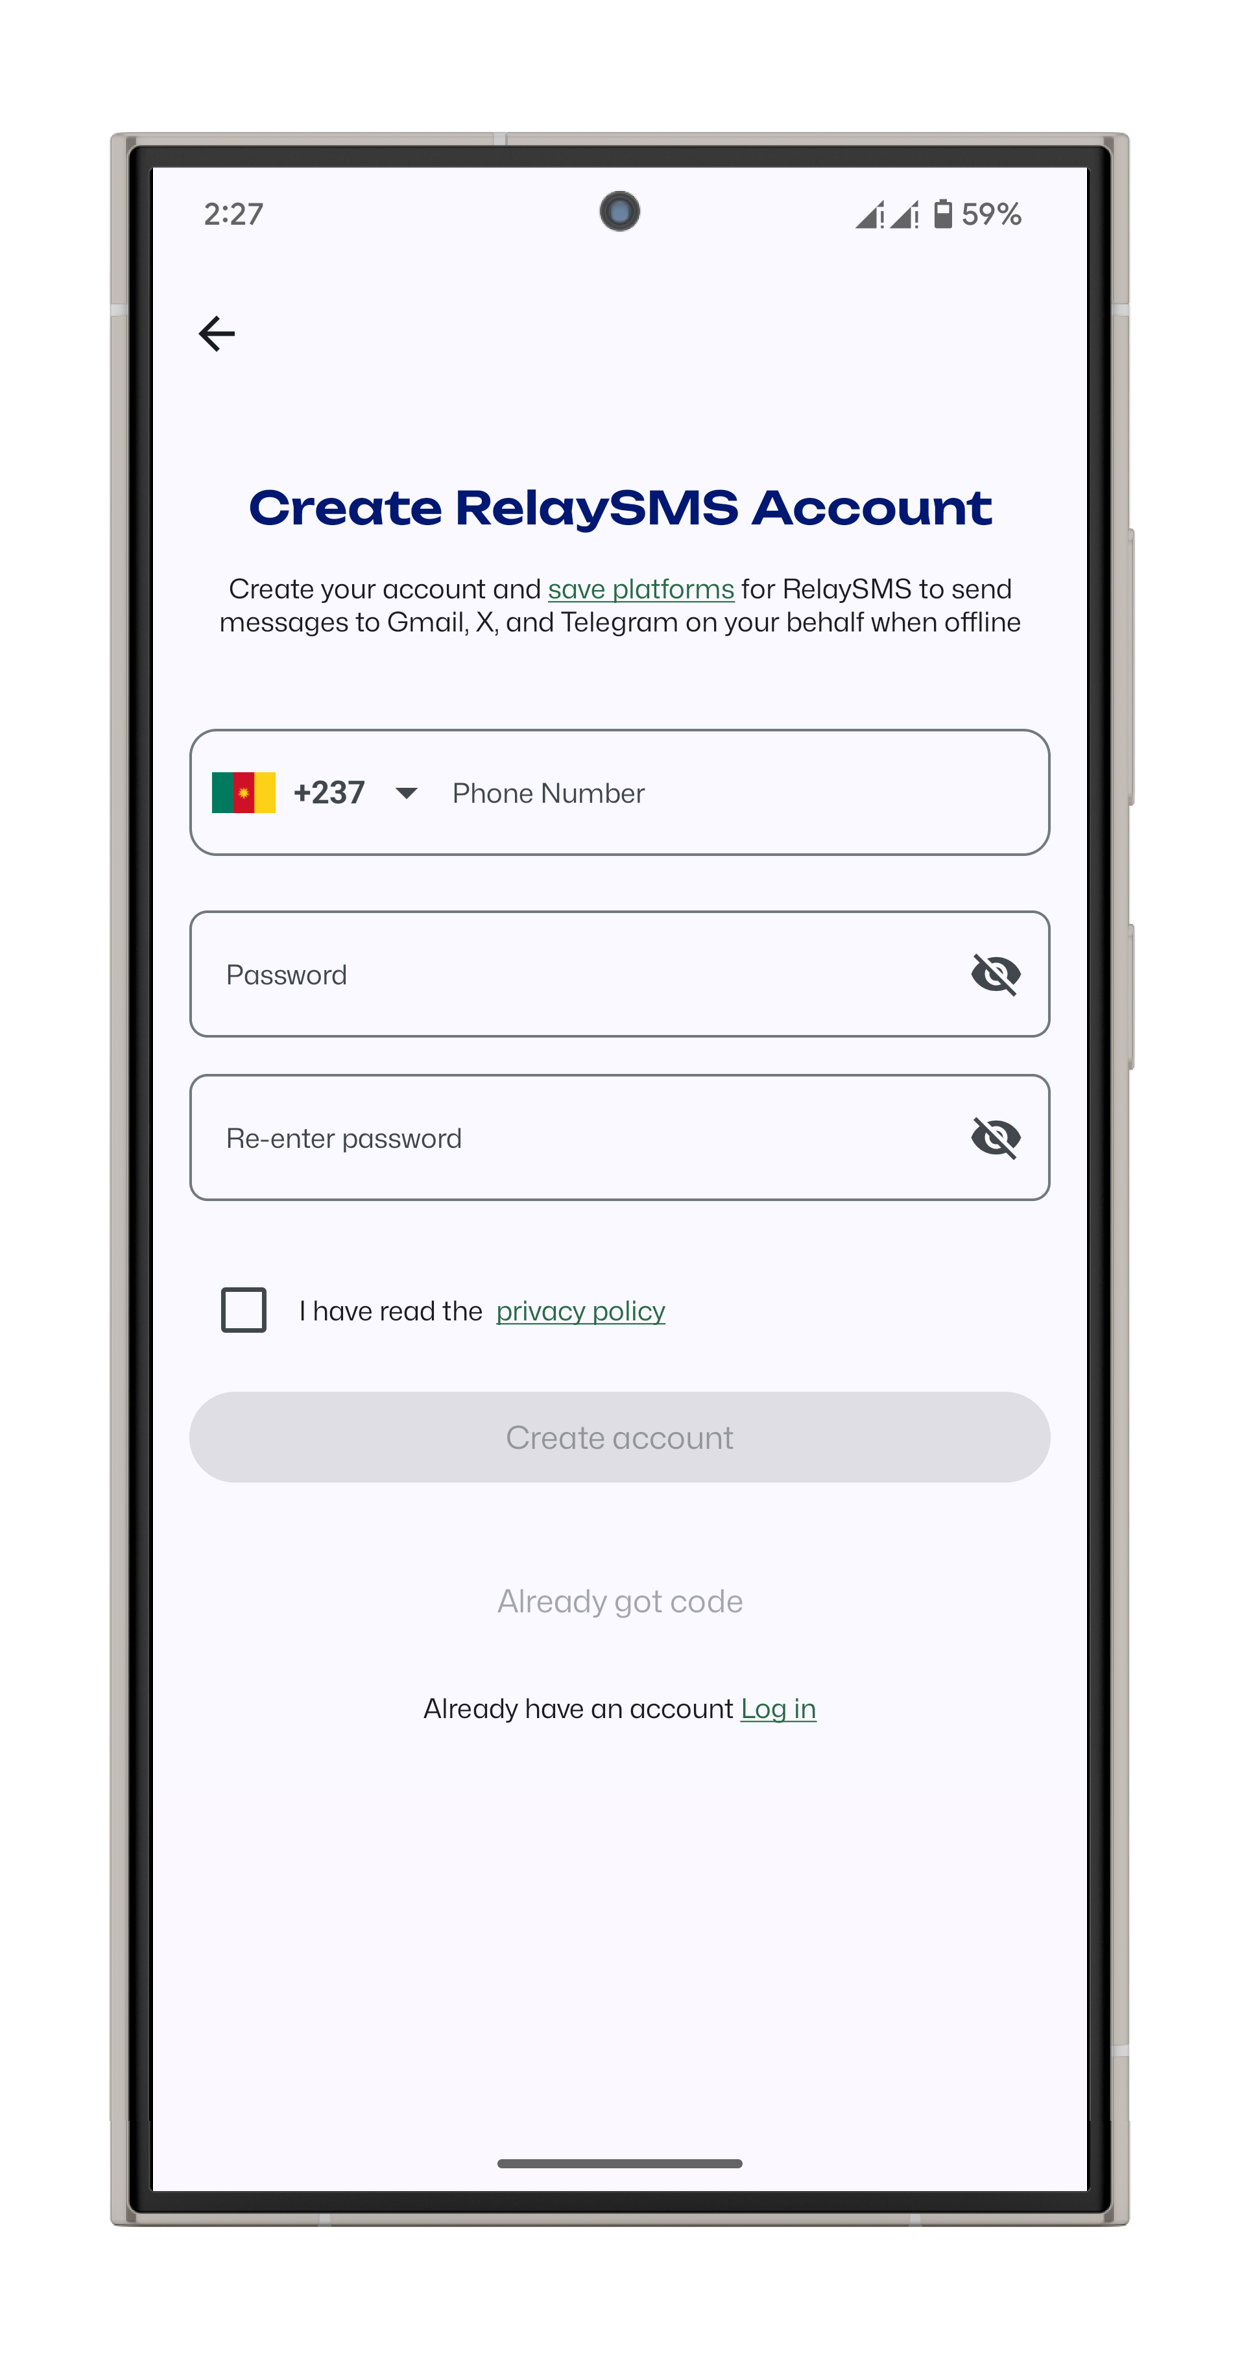 2:27
59%
Create RelaySMS Account
Create your account and save platforms for RelaySMS to send
messages to Gmail, X, and Telegram on your behalf when offline
+237 Phone Number
Password
Re-enter password
I have read the privacy policy
Create account
Already got code
Already have an account Log in